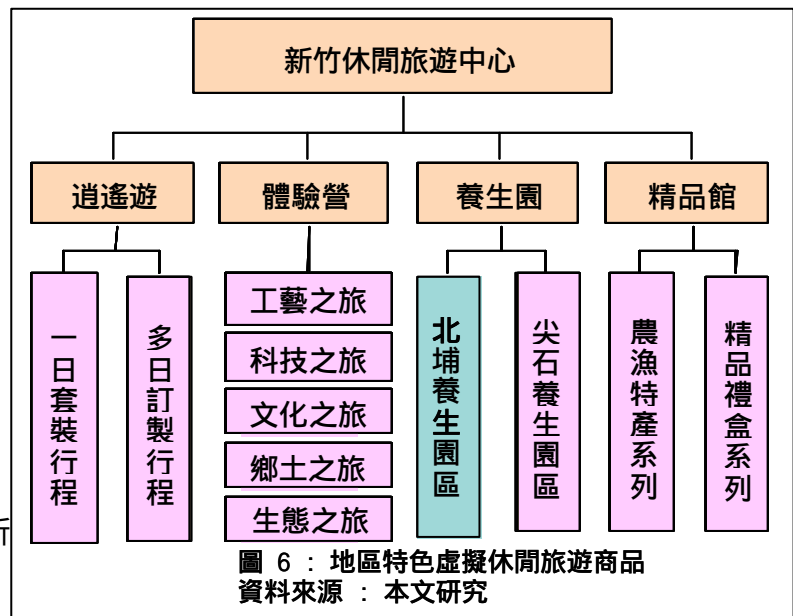 新竹休閒旅遊中心
逍遙遊
體驗營
養生園
精品館
一日套裝行程
多日訂製行程
工藝之旅
科技之旅
文化之旅
鄉土之旅
生態之旅
北埔養生園區
尖石養生園區
農漁特產系列
精品禮盒系列
圖 6 : 地區特色虛擬休閒旅遊商品
資料來源 : 本文研究